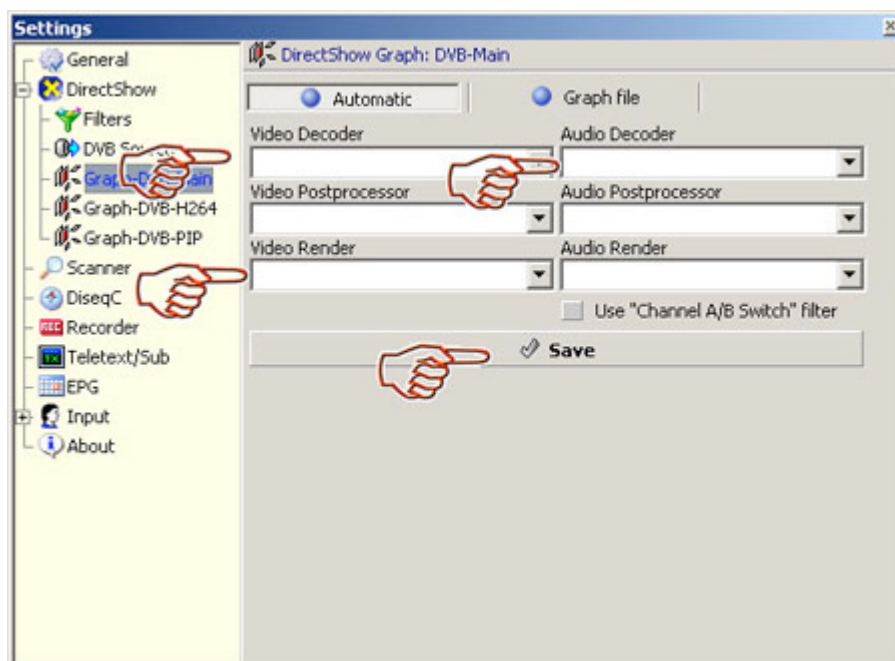 Settings
General
DirectShow
Filters
DVB
Graph-DVB-H264
Graph-DVB-PIP
Scanner
DiseqC
REC Recorder
Teletext/Sub
EPG
Input
About
DirectShow Graph: DVB-Main
Automatic
Graph file
Video Decoder
Audio Decoder
Video Postprocessor
Audio Postprocessor
Video Render
Audio Render
Use "Channel A/B Switch" filter
Save